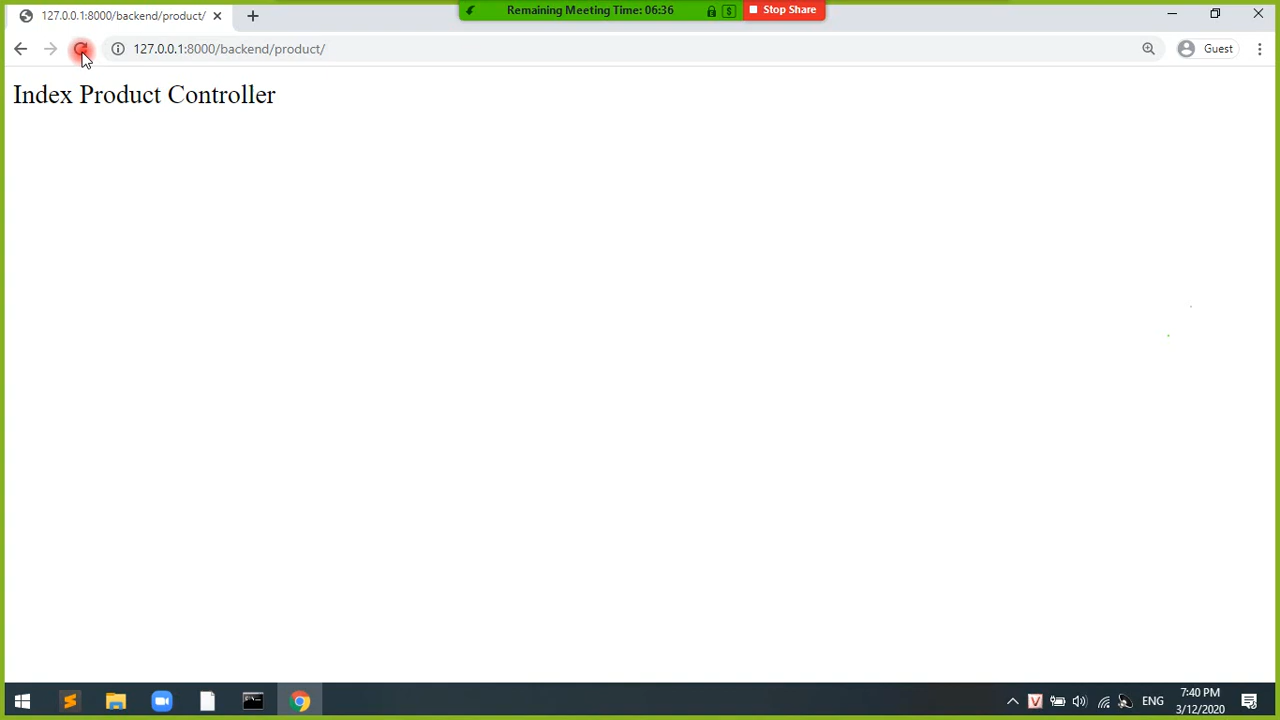 127.0.0.1:8000/backend/product/
Remaining Meeting Time: 06:36
Stop Share
127.0.0.1:8000/backend/product/
Guest
Index Product Controller
V
ENG
7:40 PM
3/12/2020